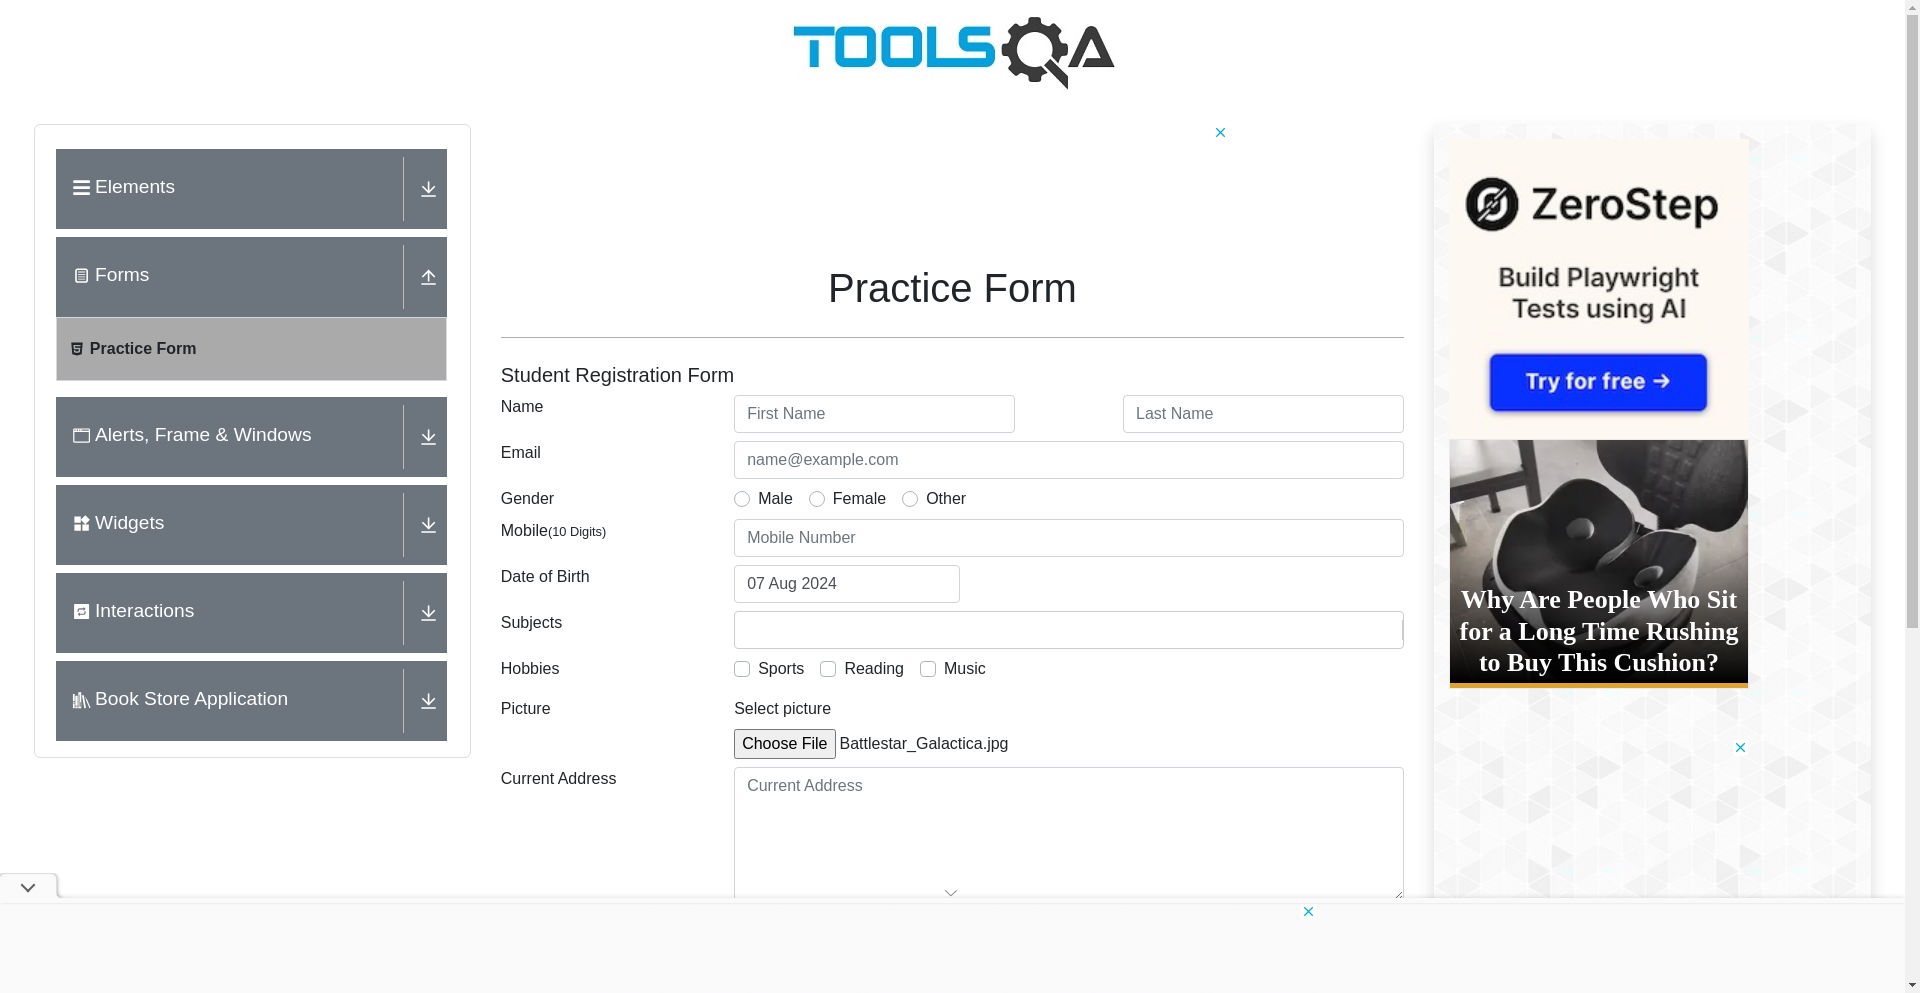 TOOLSQA
Elements
Forms
Practice Form
Alerts, Frame & Windows
Widgets
Interactions
Book Store Application
Practice Form
Student Registration Form
Name First Name Last Name
Email name@example.com
Gender Male Female Other
Mobile(10 Digits) Mobile Number
Date of Birth 07 Aug 2024
Subjects
Hobbies Sports Reading Music
Picture Select picture
Choose File Battlestar_Galactica.jpg
Current Address Current Address
ZeroStep
Build Playwright
Tests using AI
Try for free →
Why Are People Who Sit
for a Long Time Rushing
to Buy This Cushion?